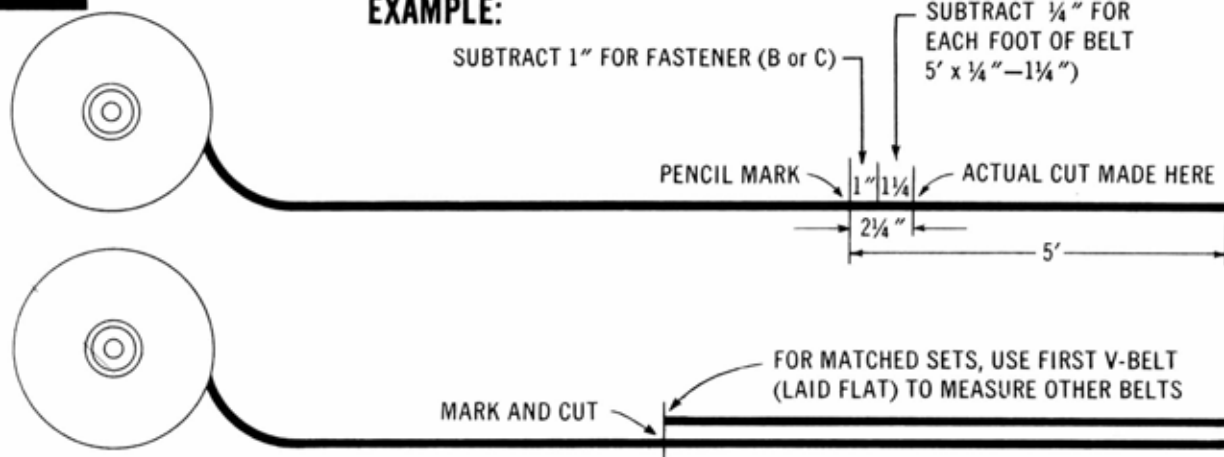 EXAMPLE:
SUBTRACT 1" FOR FASTENER (B or C)
SUBTRACT ¼" FOR
EACH FOOT OF BELT
5' x ¼"—1¼")
PENCIL MARK
1"
1¼
ACTUAL CUT MADE HERE
2¼"
5'
FOR MATCHED SETS, USE FIRST V-BELT
(LAID FLAT) TO MEASURE OTHER BELTS
MARK AND CUT